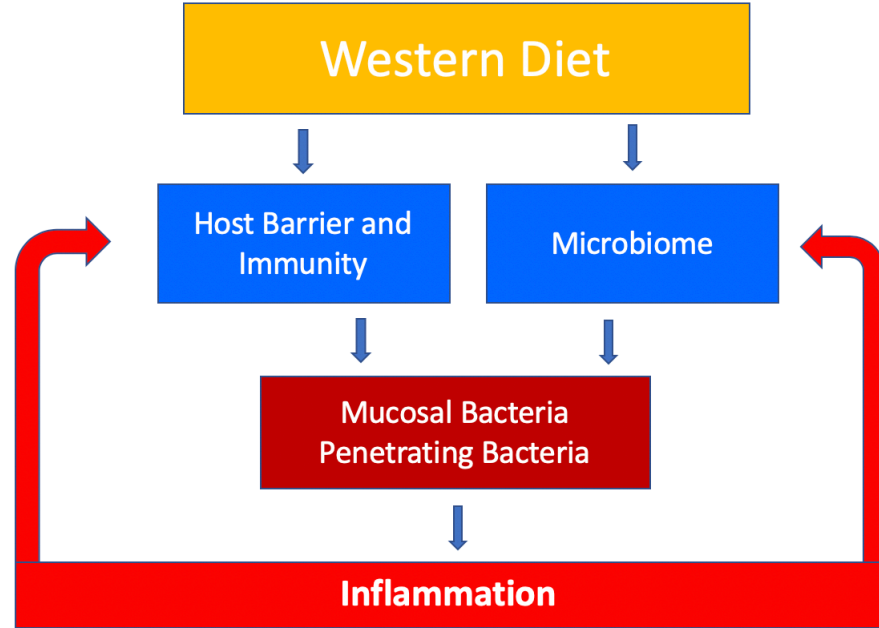 Western Diet
Host Barrier and
Immunity
Microbiome
Mucosal Bacteria
Penetrating Bacteria
Inflammation